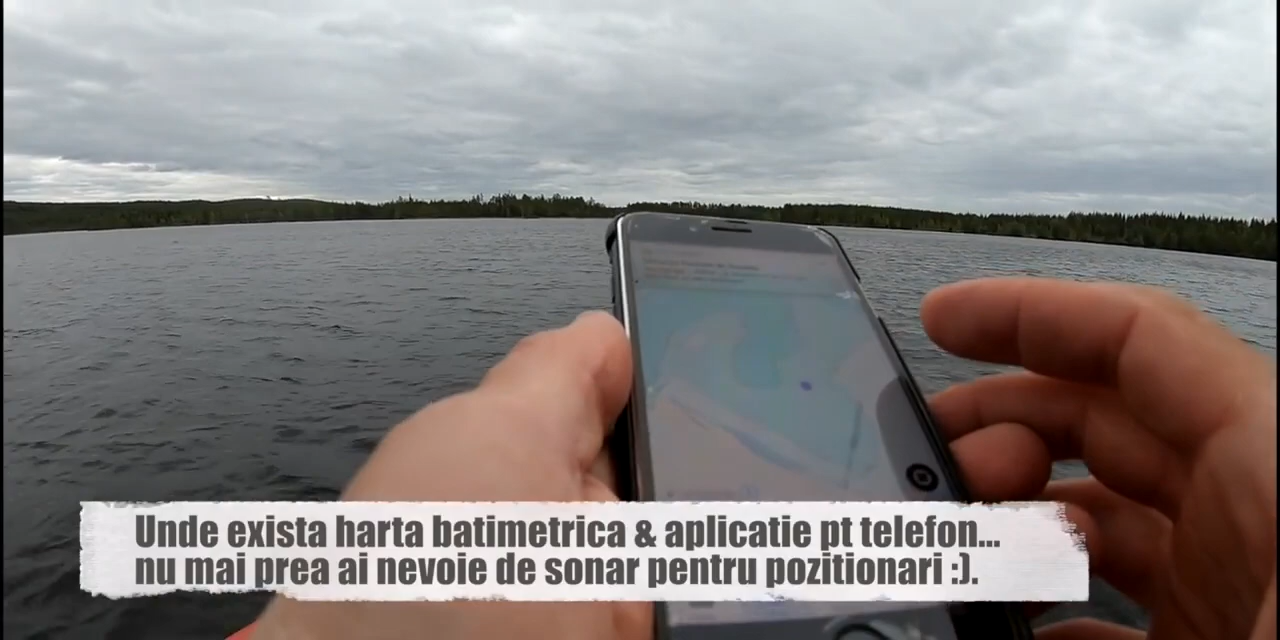 Unde exista harta batimetrica & aplicatie pt telefon...
nu mai prea ai nevoie de sonar pentru pozitionari :).